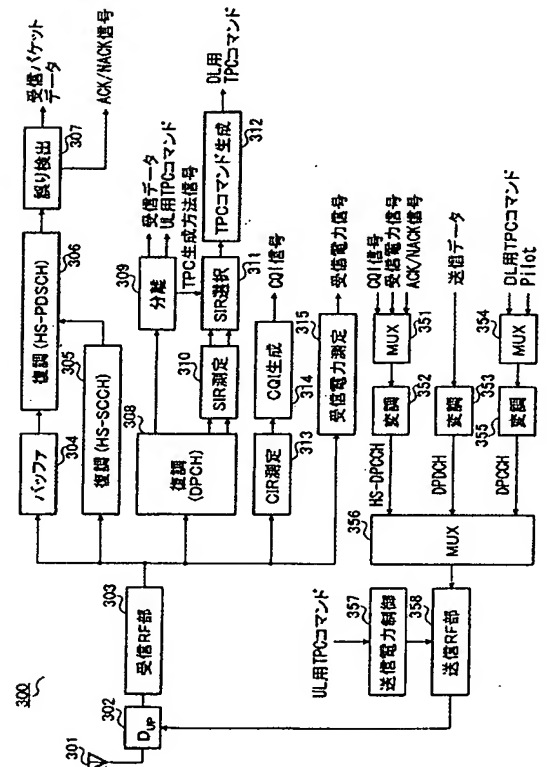 300
301
302
D_UP
303
受信RF部
304
バッファ
305
復調(HS-SCCH)
306
復調(HS-PDSCH)
307
誤り検出
受信パケット
データ
ACK/NACK信号
308
復調
(DPCH)
309
分離
受信データ
UL用TPCコマンド
TPC生成方法信号
310
SIR測定
311
SIR選択
312
TPCコマンド生成
DL用
TPCコマンド
313
CIR測定
314
CQI生成
CQI信号
315
受信電力測定
受信電力信号
CQI信号
受信電力信号
ACK/NACK信号
351
MUX
352
変調
HS-DPCCH
送信データ
353
変調
DPDCH
DL用TPCコマンド
Pilot
354
MUX
355
変調
DPCCH
356
MUX
UL用TPCコマンド
357
送信電力制御
358
送信RF部